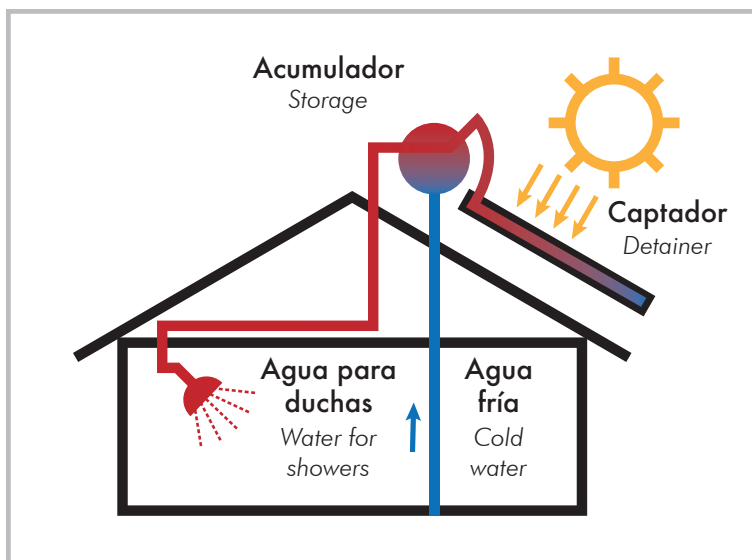 Acumulador
Storage
Captador
Detainer
Agua para
duchas
Water for
showers
Agua
fría
Cold
water